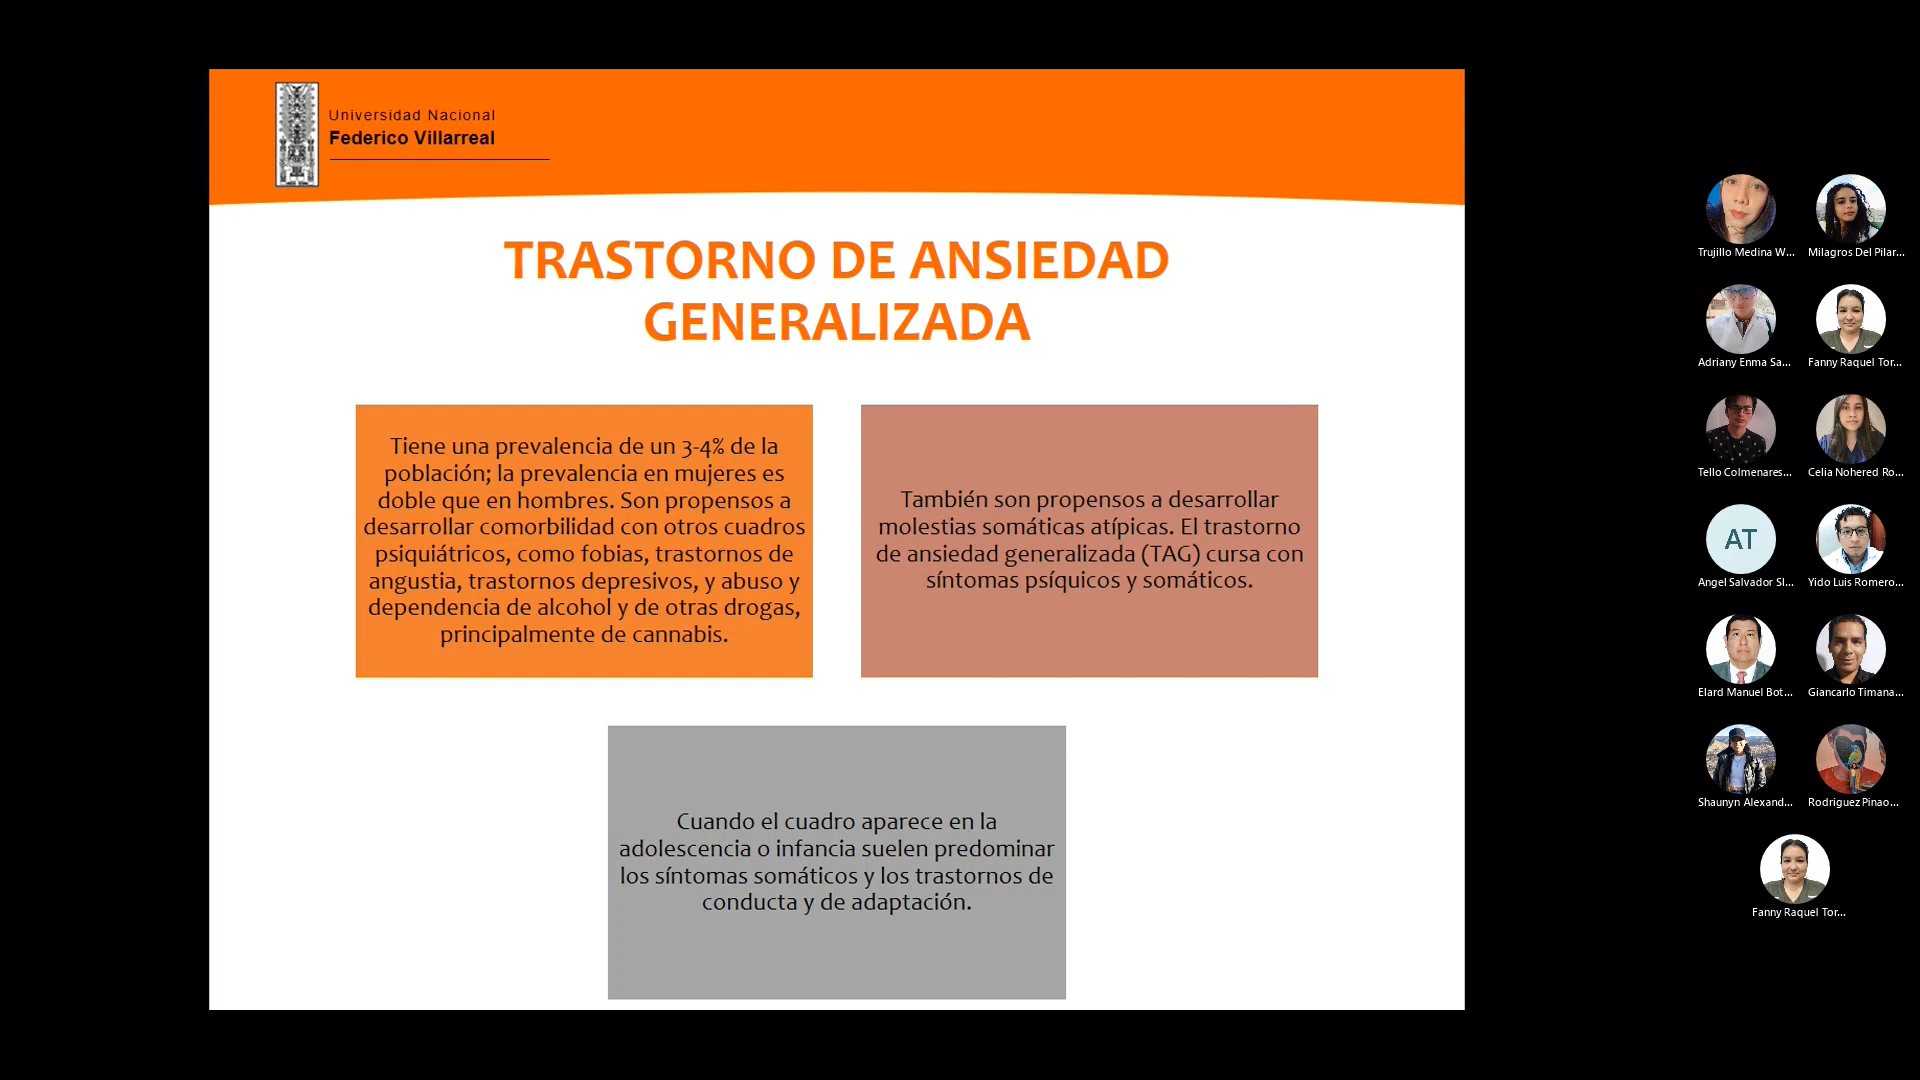 Universidad Nacional
Federico Villarreal
TRASTORNO DE ANSIEDAD
GENERALIZADA
Tiene una prevalencia de un 3-4% de la
población; la prevalencia en mujeres es
doble que en hombres. Son propensos a
desarrollar comorbilidad con otros cuadros
psiquiátricos, como fobias, trastornos de
angustia, trastornos depresivos, y abuso y
dependencia de alcohol y de otras drogas,
principalmente de cannabis.
También son propensos a desarrollar
molestias somáticas atípicas. El trastorno
de ansiedad generalizada (TAG) cursa con
síntomas psíquicos y somáticos.
Cuando el cuadro aparece en la
adolescencia o infancia suelen predominar
los síntomas somáticos y los trastornos de
conducta y de adaptación.
Trujillo Medina W...
Milagros Del Pilar...
Adriany Enma Sa...
Fanny Raquel Tor...
Tello Colmenares...
Celia Nohered Ro...
AT
Angel Salvador Sl...
Yido Luis Romero...
Elard Manuel Bot...
Giancarlo Timana...
Shaunyn Alexand...
Rodriguez Pinao...
Fanny Raquel Tor...